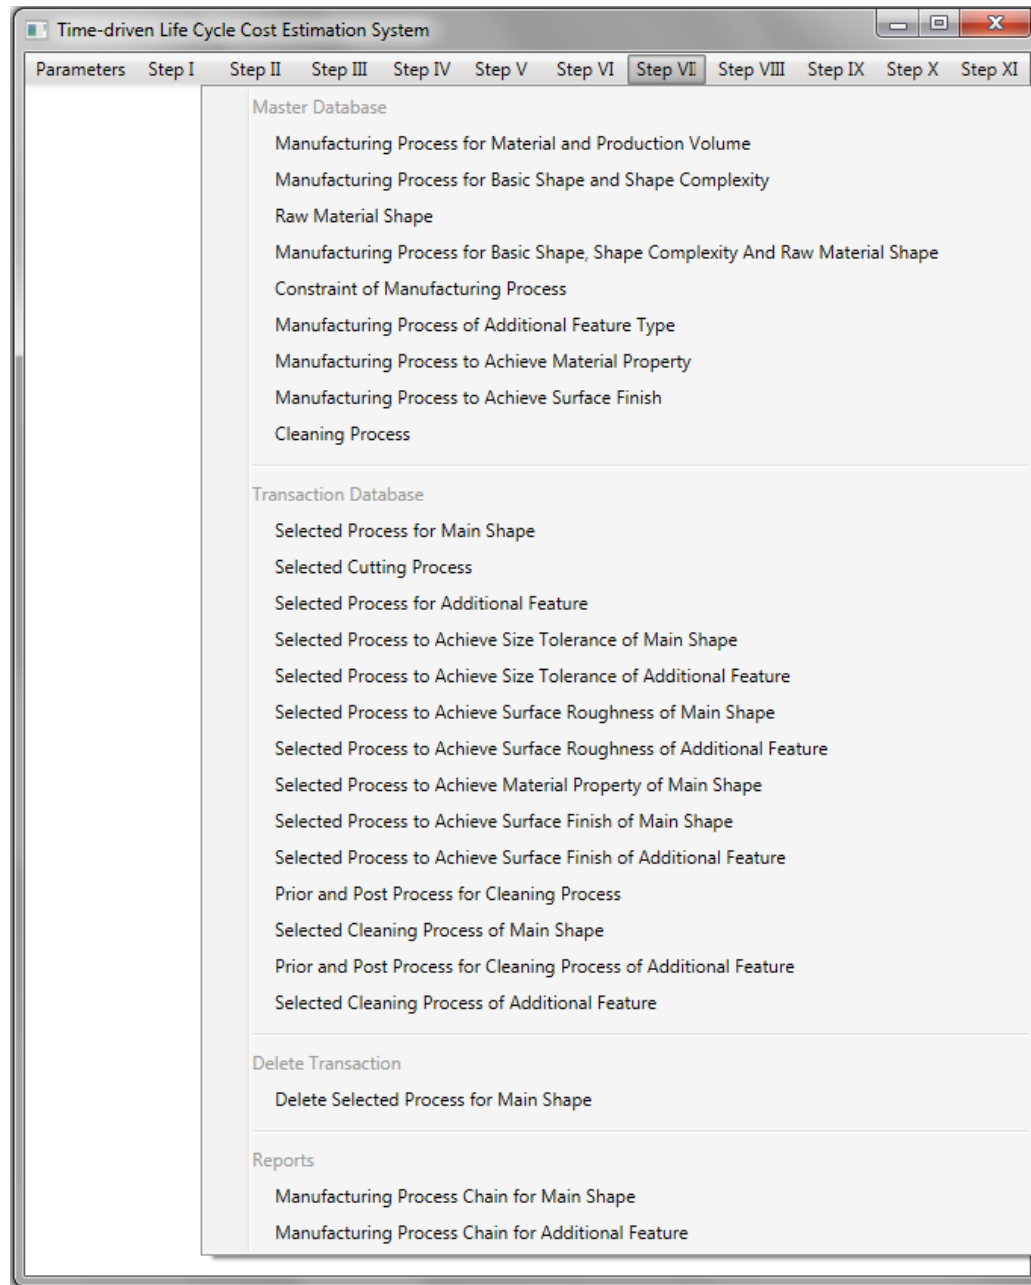 Time-driven Life Cycle Cost Estimation System
Parameters Step I Step II Step III Step IV Step V Step VI Step VII Step VIII Step IX Step X Step XI
Master Database
Manufacturing Process for Material and Production Volume
Manufacturing Process for Basic Shape and Shape Complexity
Raw Material Shape
Manufacturing Process for Basic Shape, Shape Complexity And Raw Material Shape
Constraint of Manufacturing Process
Manufacturing Process of Additional Feature Type
Manufacturing Process to Achieve Material Property
Manufacturing Process to Achieve Surface Finish
Cleaning Process
Transaction Database
Selected Process for Main Shape
Selected Cutting Process
Selected Process for Additional Feature
Selected Process to Achieve Size Tolerance of Main Shape
Selected Process to Achieve Size Tolerance of Additional Feature
Selected Process to Achieve Surface Roughness of Main Shape
Selected Process to Achieve Surface Roughness of Additional Feature
Selected Process to Achieve Material Property of Main Shape
Selected Process to Achieve Surface Finish of Main Shape
Selected Process to Achieve Surface Finish of Additional Feature
Prior and Post Process for Cleaning Process
Selected Cleaning Process of Main Shape
Prior and Post Process for Cleaning Process of Additional Feature
Selected Cleaning Process of Additional Feature
Delete Transaction
Delete Selected Process for Main Shape
Reports
Manufacturing Process Chain for Main Shape
Manufacturing Process Chain for Additional Feature